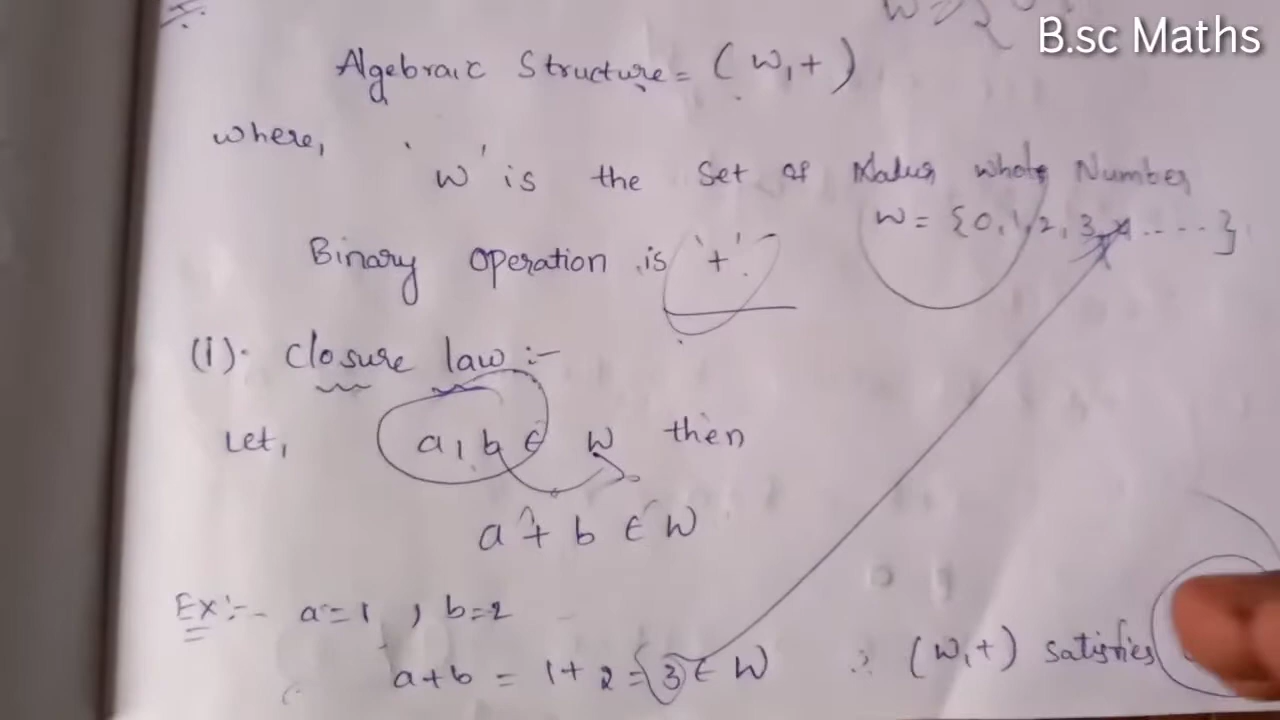 B.sc Maths
Algebraic Structure = (W,+)
where,
'W' is the set of whole Number
W = {0,1,2,3,4.....}
Binary operation is '+'.
(i). closure law :-
Let, a, b ∈ W then
a + b ∈ W
Ex:- a=1 , b=2
a+b = 1+2 = 3 ∈ W ∴ (W,+) satisfies